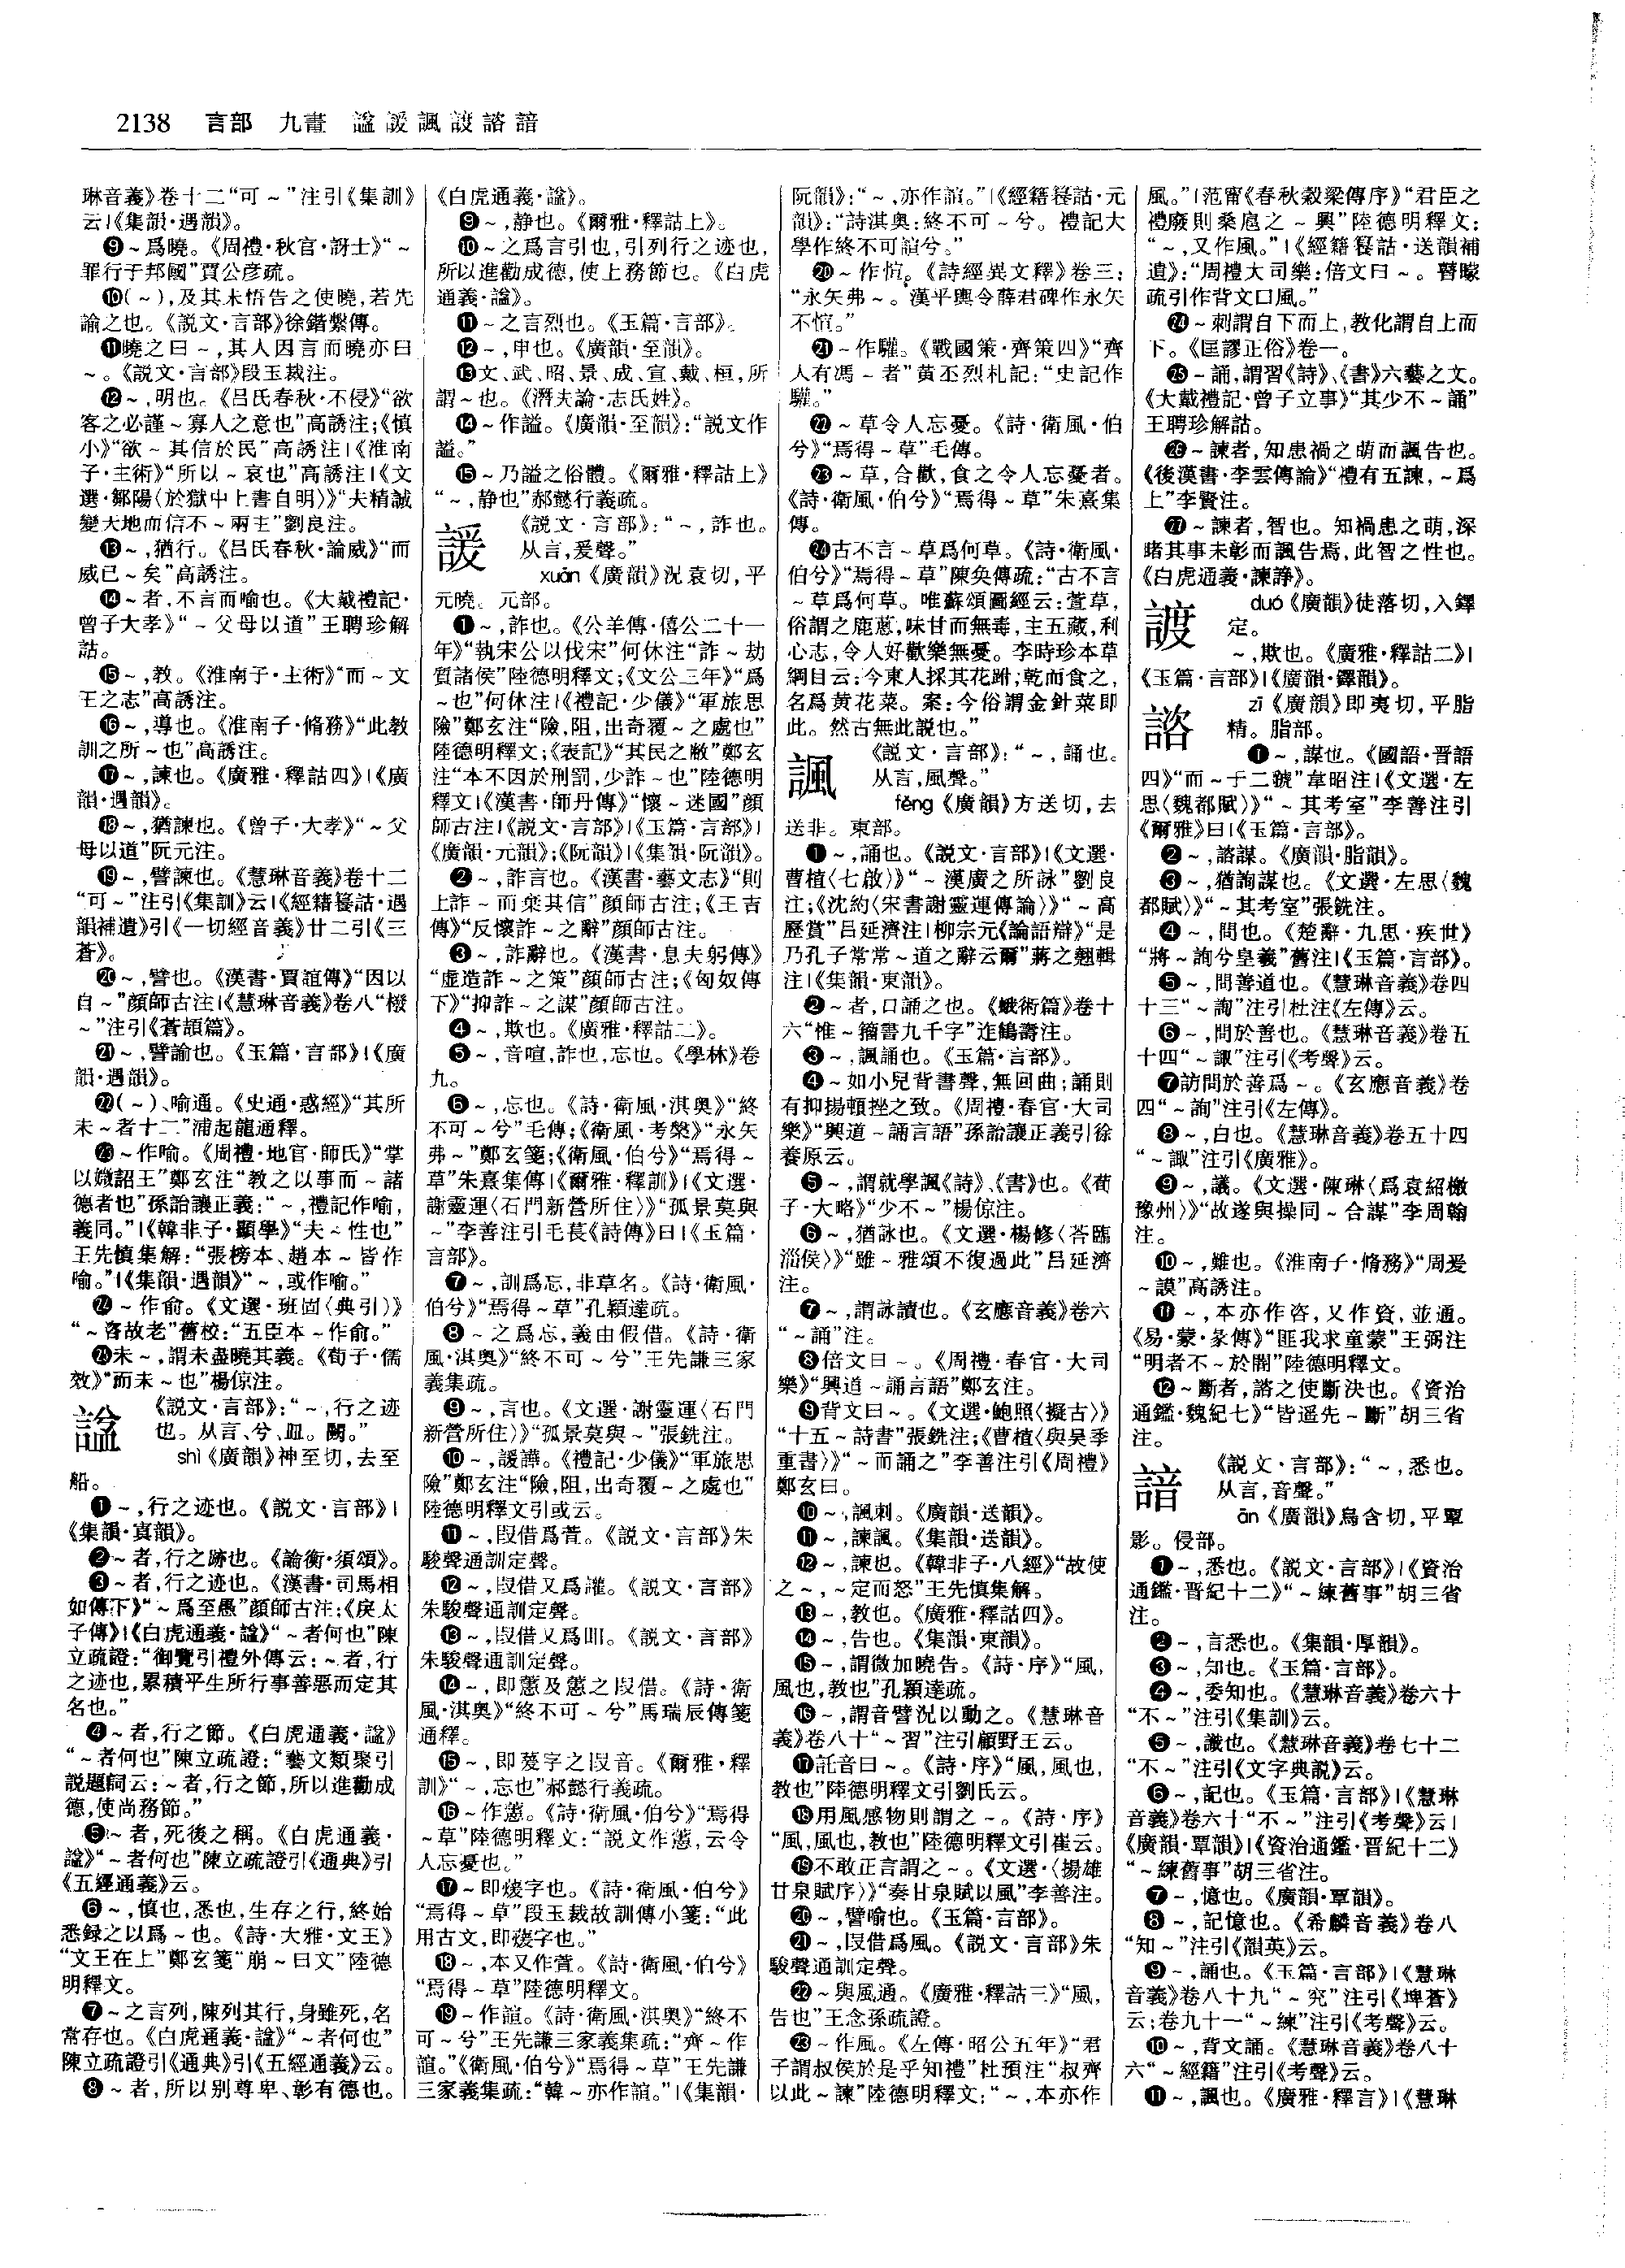 2138 言部 九畫 諡諼諷諓諮諳
琳音義》卷十二“可～”注引《集訓》
云|《集韻·遇韻》。
❾～爲曉。《周禮·秋官·訝士》“～
罪行于邦國”賈公彦疏。
❿(～),及其未悟告之使曉,若先
諭之也。《説文·言部》徐鍇繫傳。
⓫曉之曰～,其人因言而曉亦曰
～。《説文·言部》段玉裁注。
⓬～,明也。《吕氏春秋·不侵》“欲
客之必謹～寡人之意也”高誘注;《慎
小》“欲～其信於民”高誘注|《淮南
子·主術》“所以～哀也”高誘注|《文
選·鄒陽〈於獄中上書自明〉》“夫精誠
變天地而信不～兩主”劉良注。
⓭～,猶行。《吕氏春秋·論威》“而
威已～矣”高誘注。
⓮～者,不言而喻也。《大戴禮記·
曾子大孝》“～父母以道”王聘珍解
詁。
⓯～,教。《淮南子·主術》“而～文
王之志”高誘注。
⓰～,導也。《淮南子·脩務》“此教
訓之所～也”高誘注。
⓱～,諫也。《廣雅·釋詁四》|《廣
韻·遇韻》。
⓲～,猶諫也。《曾子·大孝》“～父
母以道”阮元注。
⓳～,譬諫也。《慧琳音義》卷十二
“可～”注引《集訓》云|《經籍籑詁·遇
韻補遺》引《一切經音義》廿二引《三
蒼》。
⓴～,譬也。《漢書·賈誼傳》“因以
自～”顔師古注|《慧琳音義》卷八“機
～”注引《蒼頡篇》。
㉑～,譬諭也。《玉篇·言部》|《廣
韻·遇韻》。
㉒(～)、喻通。《史通·惑經》“其所
未～者十二”浦起龍通釋。
㉓～作喻。《周禮·地官·師氏》“掌
以媺詔王”鄭玄注“教之以事而～諸
德者也”孫詒讓正義:“～,禮記作喻,
義同。”|《韓非子·顯學》“夫～性也”
王先慎集解:“張榜本、趙本～皆作
喻。”|《集韻·遇韻》“～,或作喻。”
㉔～作俞。《文選·班固〈典引〉》
“～咨故老”舊校:“五臣本～作俞。”
㉕未～,謂未盡曉其義。《荀子·儒
效》“而未～也”楊倞注。
諡
《説文·言部》:“～,行之迹
也。从言、兮、皿。闕。”
shì《廣韻》神至切,去至
船。
❶～,行之迹也。《説文·言部》|
《集韻·寘韻》。
❷～者,行之跡也。《論衡·須頌》。
❸～者,行之迹也。《漢書·司馬相
如傳下》“～爲至愚”顔師古注;《戾太
子傳》|《白虎通義·諡》“～者何也”陳
立疏證:“御覽引禮外傳云:～者,行
之迹也,累積平生所行事善惡而定其
名也。”
❹～者,行之節。《白虎通義·諡》
“～者何也”陳立疏證:“藝文類聚引
説題詞云:～者,行之節,所以進勸成
德,使尚務節。”
❺～者,死後之稱。《白虎通義·
諡》“～者何也”陳立疏證引《通典》引
《五經通義》云。
❻～,慎也,悉也,生存之行,終始
悉録之以爲～也。《詩·大雅·文王》
“文王在上”鄭玄箋“崩～曰文”陸德
明釋文。
❼～之言列,陳列其行,身雖死,名
常存也。《白虎通義·諡》“～者何也”
陳立疏證引《通典》引《五經通義》云。
❽～者,所以别尊卑、彰有德也。
《白虎通義·諡》。
❾～,静也。《爾雅·釋詁上》。
❿～之爲言引也,引列行之迹也,
所以進勸成德,使上務節也。《白虎
通義·諡》。
⓫～之言烈也。《玉篇·言部》。
⓬～,申也。《廣韻·至韻》。
⓭文、武、昭、景、成、宣、戴、桓,所
謂～也。《潛夫論·志氏姓》。
⓮～作謚。《廣韻·至韻》:“説文作
謚。”
⓯～乃謚之俗體。《爾雅·釋詁上》
“～,静也”郝懿行義疏。
諼
《説文·言部》:“～,詐也。
从言,爰聲。”
xuān《廣韻》況袁切,平
元曉。元部。
❶～,詐也。《公羊傳·僖公二十一
年》“執宋公以伐宋”何休注“詐～劫
質諸侯”陸德明釋文;《文公三年》“爲
～也”何休注|《禮記·少儀》“軍旅思
險”鄭玄注“險,阻,出奇覆～之處也”
陸德明釋文;《表記》“其民之敝”鄭玄
注“本不因於刑罰,少詐～也”陸德明
釋文|《漢書·師丹傳》“懷～迷國”顔
師古注|《説文·言部》|《玉篇·言部》|
《廣韻·元韻》;《阮韻》|《集韻·阮韻》。
❷～,詐言也。《漢書·藝文志》“則
上詐～而棄其信”顔師古注;《王吉
傳》“反懷詐～之辭”顔師古注。
❸～,詐辭也。《漢書·息夫躬傳》
“虚造詐～之策”顔師古注;《匈奴傳
下》“抑詐～之謀”顔師古注。
❹～,欺也。《廣雅·釋詁二》。
❺～,音喧,詐也,忘也。《學林》卷
九。
❻～,忘也。《詩·衛風·淇奥》“終
不可～兮”毛傳;《衛風·考槃》“永矢
弗～”鄭玄箋;《衛風·伯兮》“焉得～
草”朱熹集傳|《爾雅·釋訓》|《文選·
謝靈運〈石門新營所住〉》“孤景莫與
～”李善注引毛萇《詩傳》曰|《玉篇·
言部》。
❼～,訓爲忘,非草名。《詩·衛風·
伯兮》“焉得～草”孔穎達疏。
❽～之爲忘,義由假借。《詩·衛
風·淇奥》“終不可～兮”王先謙三家
義集疏。
❾～,言也。《文選·謝靈運〈石門
新營所住〉》“孤景莫與～”張銑注。
❿～,諼譁。《禮記·少儀》“軍旅思
險”鄭玄注“險,阻,出奇覆～之處也”
陸德明釋文引或云。
⓫～,叚借爲萱。《説文·言部》朱
駿聲通訓定聲。
⓬～,叚借又爲讙。《説文·言部》
朱駿聲通訓定聲。
⓭～,叚借又爲吅。《説文·言部》
朱駿聲通訓定聲。
⓮～,即藼及蕿之叚借。《詩·衛
風·淇奥》“終不可～兮”馬瑞辰傳箋
通釋。
⓯～,即萲字之叚音。《爾雅·釋
訓》“～,忘也”郝懿行義疏。
⓰～作藼。《詩·衛風·伯兮》“焉得
～草”陸德明釋文:“説文作藼,云令
人忘憂也。”
⓱～即煖字也。《詩·衛風·伯兮》
“焉得～草”段玉裁故訓傳小箋:“此
用古文,即煖字也。”
⓲～,本又作萱。《詩·衛風·伯兮》
“焉得～草”陸德明釋文。
⓳～作諠。《詩·衛風·淇奥》“終不
可～兮”王先謙三家義集疏:“齊～作
諠。”《衛風·伯兮》“焉得～草”王先謙
三家義集疏:“韓～亦作諠。”|《集韻·
阮韻》:“～,亦作諠。”|《經籍籑詁·元
韻》:“詩淇奥:終不可～兮。禮記大
學作終不可諠兮。”
⓴～作愃。《詩經異文釋》卷三:
“永矢弗～。漢平輿令薛君碑作永矢
不愃。”
㉑～作驩。《戰國策·齊策四》“齊
人有馮～者”黄丕烈札記:“史記作
驩。”
㉒～草令人忘憂。《詩·衛風·伯
兮》“焉得～草”毛傳。
㉓～草,合歡,食之令人忘憂者。
《詩·衛風·伯兮》“焉得～草”朱熹集
傳。
㉔古不言～草爲何草。《詩·衛風·
伯兮》“焉得～草”陳奂傳疏:“古不言
～草爲何草。唯蘇頌圖經云:萱草,
俗謂之鹿葱,味甘而無毒,主五藏,利
心志,令人好歡樂無憂。李時珍本草
綱目云:今東人採其花跗,乾而食之,
名爲黄花菜。案:今俗謂金針菜即
此。然古無此説也。”
諷
《説文·言部》:“～,誦也。
从言,風聲。”
fěng《廣韻》方送切,去
送非。東部。
❶～,誦也。《説文·言部》|《文選·
曹植〈七啟〉》“～漢廣之所詠”劉良
注;《沈約〈宋書謝靈運傳論〉》“～高
歷賞”吕延濟注|柳宗元《論語辯》“是
乃孔子常常～道之辭云爾”蔣之翹輯
注|《集韻·東韻》。
❷～者,口誦之也。《蛾術篇》卷十
六“惟～籀書九千字”迮鶴壽注。
❸～,諷誦也。《玉篇·言部》。
❹～如小兒背書聲,無回曲;誦則
有抑揚頓挫之致。《周禮·春官·大司
樂》“興道～誦言語”孫詒讓正義引徐
養原云。
❺～,謂就學諷《詩》、《書》也。《荀
子·大略》“少不～”楊倞注。
❻～,猶詠也。《文選·楊修〈荅臨
淄侯〉》“雖～雅頌不復過此”吕延濟
注。
❼～,謂詠讀也。《玄應音義》卷六
“～誦”注。
❽倍文曰～。《周禮·春官·大司
樂》“興道～誦言語”鄭玄注。
❾背文曰～。《文選·鮑照〈擬古〉》
“十五～詩書”張銑注;《曹植〈與吴季
重書〉》“～而誦之”李善注引《周禮》
鄭玄曰。
❿～,諷刺。《廣韻·送韻》。
⓫～,諫諷。《集韻·送韻》。
⓬～,諫也。《韓非子·八經》“故使
之～,～定而怒”王先慎集解。
⓭～,教也。《廣雅·釋詁四》。
⓮～,告也。《集韻·東韻》。
⓯～,謂微加曉告。《詩·序》“風,
風也,教也”孔穎達疏。
⓰～,謂音譬況以動之。《慧琳音
義》卷八十“～習”注引顧野王云。
⓱託音曰～。《詩·序》“風,風也,
教也”陸德明釋文引劉氏云。
⓲用風感物則謂之～。《詩·序》
“風,風也,教也”陸德明釋文引崔云。
⓳不敢正言謂之～。《文選·〈揚雄
甘泉賦序〉》“奏甘泉賦以風”李善注。
⓴～,譬喻也。《玉篇·言部》。
㉑～,叚借爲風。《説文·言部》朱
駿聲通訓定聲。
㉒～與風通。《廣雅·釋詁三》“風,
告也”王念孫疏證。
㉓～作風。《左傳·昭公五年》“君
子謂叔侯於是乎知禮”杜預注“叔齊
以此～諫”陸德明釋文:“～,本亦作
風。”|范甯《春秋穀梁傳序》“君臣之
禮廢則桑扈之～興”陸德明釋文:
“～,又作風。”|《經籍籑詁·送韻補
遺》:“周禮大司樂:倍文曰～。瞽矇
疏引作背文口風。”
㉔～刺謂自下而上,教化謂自上而
下。《匡謬正俗》卷一。
㉕～誦,謂習《詩》、《書》六藝之文。
《大戴禮記·曾子立事》“其少不～誦”
王聘珍解詁。
㉖～諫者,知患禍之萌而諷告也。
《後漢書·李雲傳論》“禮有五諫,～爲
上”李賢注。
㉗～諫者,智也。知禍患之萌,深
睹其事未彰而諷告焉,此智之性也。
《白虎通義·諫諍》。
duó《廣韻》徒落切,入鐸
定。
～,欺也。《廣雅·釋詁二》|
《玉篇·言部》|《廣韻·鐸韻》。
諮
zī《廣韻》即夷切,平脂
精。脂部。
❶～,謀也。《國語·晋語
四》“而～于二虢”韋昭注|《文選·左
思〈魏都賦〉》“～其考室”李善注引
《爾雅》曰|《玉篇·言部》。
❷～,諮謀。《廣韻·脂韻》。
❸～,猶詢謀也。《文選·左思〈魏
都賦〉》“～其考室”張銑注。
❹～,問也。《楚辭·九思·疾世》
“將～詢兮皇羲”舊注|《玉篇·言部》。
❺～,問善道也。《慧琳音義》卷四
十三“～詢”注引杜注《左傳》云。
❻～,問於善也。《慧琳音義》卷五
十四“～諏”注引《考聲》云。
❼訪問於善爲～。《玄應音義》卷
四“～詢”注引《左傳》。
❽～,白也。《慧琳音義》卷五十四
“～諏”注引《廣雅》。
❾～,議。《文選·陳琳〈爲袁紹檄
豫州〉》“故遂與操同～合謀”李周翰
注。
❿～,難也。《淮南子·脩務》“周爰
～謨”高誘注。
⓫～,本亦作咨,又作資,並通。
《易·蒙·彖傳》“匪我求童蒙”王弼注
“明者不～於闇”陸德明釋文。
⓬～斷者,諮之使斷決也。《資治
通鑑·魏紀七》“皆遥先～斷”胡三省
注。
諳
《説文·言部》:“～,悉也。
从言,音聲。”
ān《廣韻》烏含切,平覃
影。侵部。
❶～,悉也。《説文·言部》|《資治
通鑑·晋紀十二》“～練舊事”胡三省
注。
❷～,言悉也。《集韻·厚韻》。
❸～,知也。《玉篇·言部》。
❹～,委知也。《慧琳音義》卷六十
“不～”注引《集訓》云。
❺～,識也。《慧琳音義》卷七十二
“不～”注引《文字典説》云。
❻～,記也。《玉篇·言部》|《慧琳
音義》卷六十“不～”注引《考聲》云|
《廣韻·覃韻》|《資治通鑑·晋紀十二》
“～練舊事”胡三省注。
❼～,憶也。《廣韻·覃韻》。
❽～,記憶也。《希麟音義》卷八
“知～”注引《韻英》云。
❾～,誦也。《玉篇·言部》|《慧琳
音義》卷八十九“～究”注引《埤蒼》
云;卷九十一“～練”注引《考聲》云。
❿～,背文誦。《慧琳音義》卷八十
六“～經籍”注引《考聲》云。
⓫～,諷也。《廣雅·釋言》|《慧琳